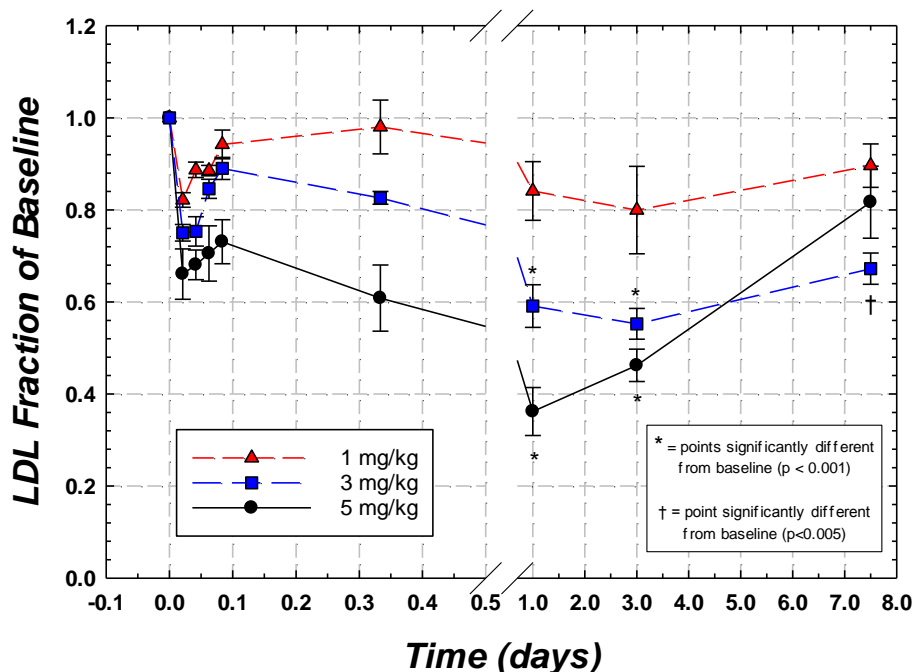 LDL Fraction of Baseline
1.2
1.0
0.8
0.6
0.4
0.2
0.0
1 mg/kg
3 mg/kg
5 mg/kg
*
*
*
*
†
* = points significantly different
from baseline (p < 0.001)
† = point significantly different
from baseline (p<0.005)
-0.1 0.0 0.1 0.2 0.3 0.4 0.5 1.0 2.0 3.0 4.0 5.0 6.0 7.0 8.0
Time (days)